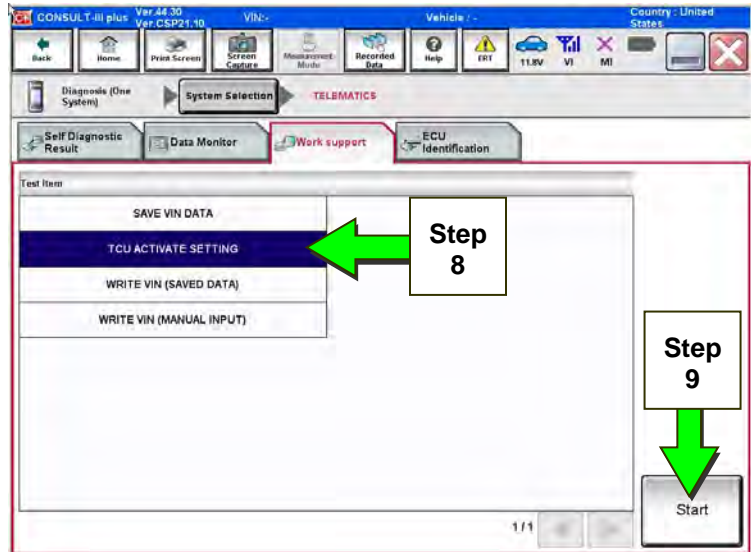 CONSULT-III plus Ver.44.30 VIN:- Vehicle : - Country : United
Ver.CSP21.10 States
Back Home Print Screen Screen Capture Measurement Mode Recorded Data Help ERT 11.8V VI MI
Diagnosis (One System) System Selection TELEMATICS
Self Diagnostic Result Data Monitor Work support ECU Identification
Test Item
SAVE VIN DATA
TCU ACTIVATE SETTING
WRITE VIN (SAVED DATA)
WRITE VIN (MANUAL INPUT)
Step
8
Step
9
Start
1/1